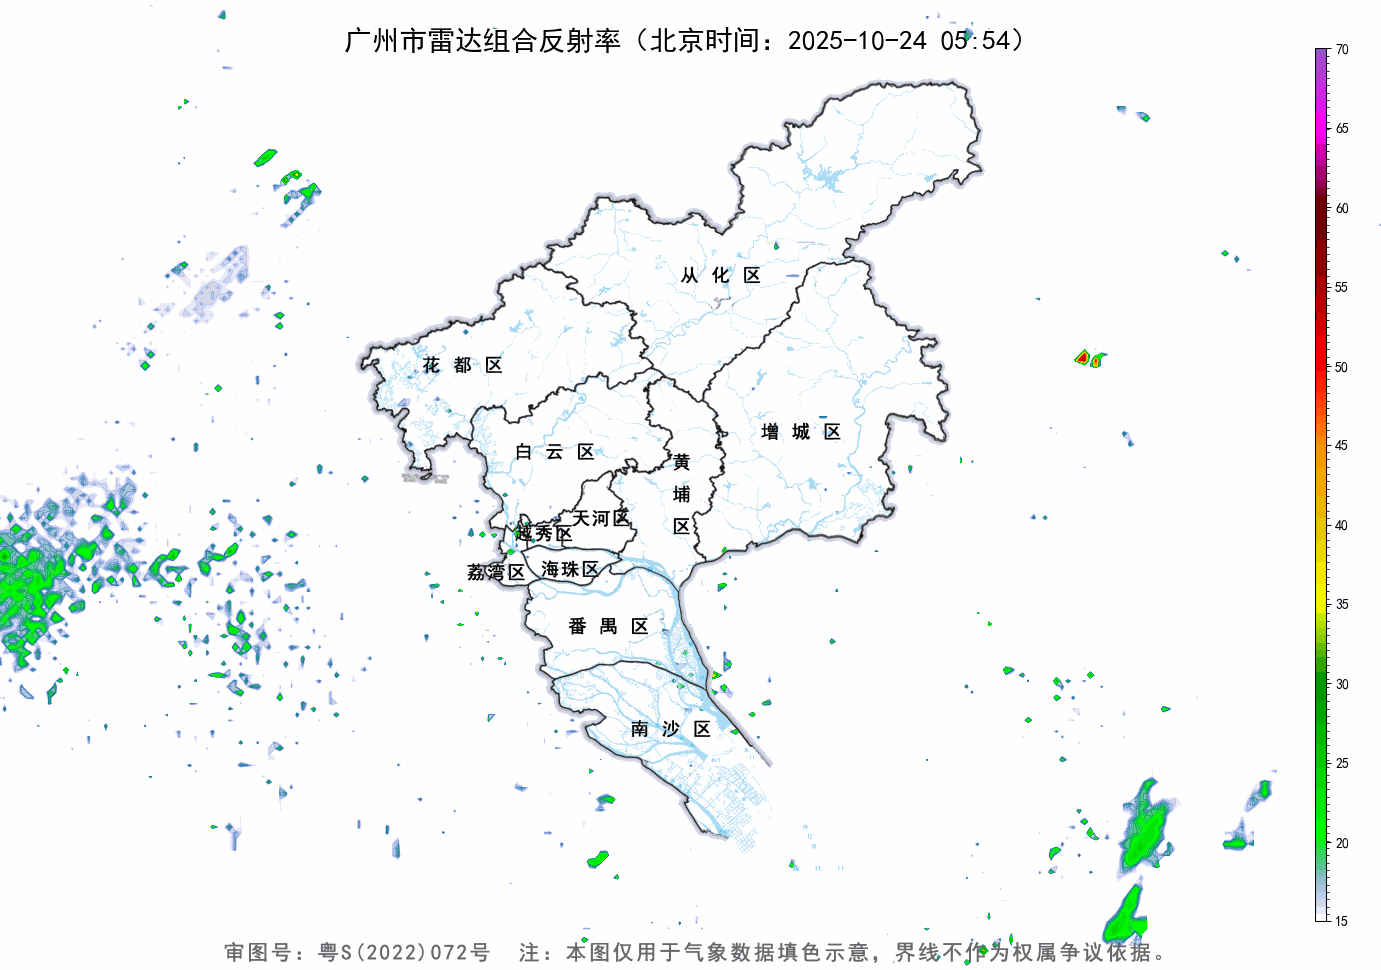 广州市雷达组合反射率（北京时间：2025-10-24 05:54）
70
65
60
55
50
45
40
35
30
25
20
15
从化区
花都区
增城区
白云区
黄埔区
天河区
越秀区
荔湾区
海珠区
番禺区
南沙区
审图号：粤S(2022)072号 注：本图仅用于气象数据填色示意，界线不作为权属争议依据。